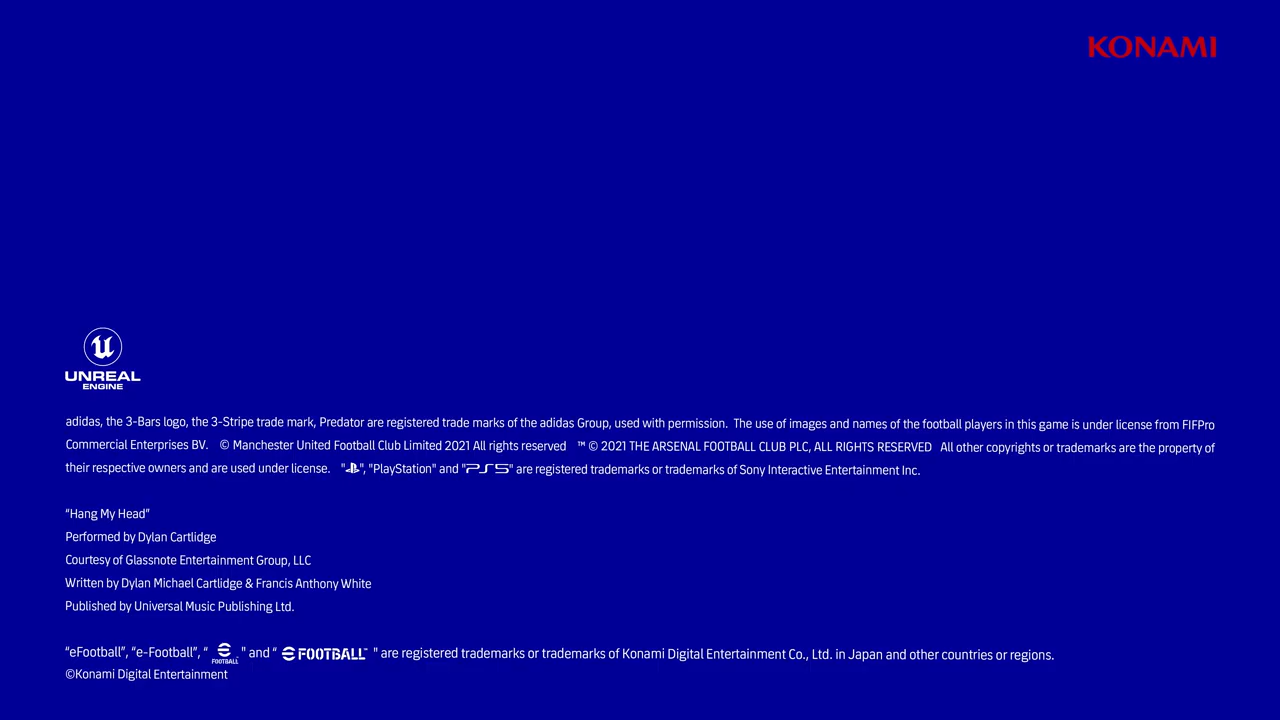 KONAMI
UNREAL
ENGINE
adidas, the 3-Bars logo, the 3-Stripe trade mark, Predator are registered trade marks of the adidas Group, used with permission. The use of images and names of the football players in this game is under license from FIFPro
Commercial Enterprises BV. © Manchester United Football Club Limited 2021 All rights reserved ™ © 2021 THE ARSENAL FOOTBALL CLUB PLC, ALL RIGHTS RESERVED All other copyrights or trademarks are the property of
their respective owners and are used under license. "", "PlayStation" and "PS5" are registered trademarks or trademarks of Sony Interactive Entertainment Inc.
“Hang My Head”
Performed by Dylan Cartlidge
Courtesy of Glassnote Entertainment Group, LLC
Written by Dylan Michael Cartlidge & Francis Anthony White
Published by Universal Music Publishing Ltd.
“eFootball”, “e-Football”, “ e FOOTBALL " and “ eFOOTBALL™ " are registered trademarks or trademarks of Konami Digital Entertainment Co., Ltd. in Japan and other countries or regions.
©Konami Digital Entertainment